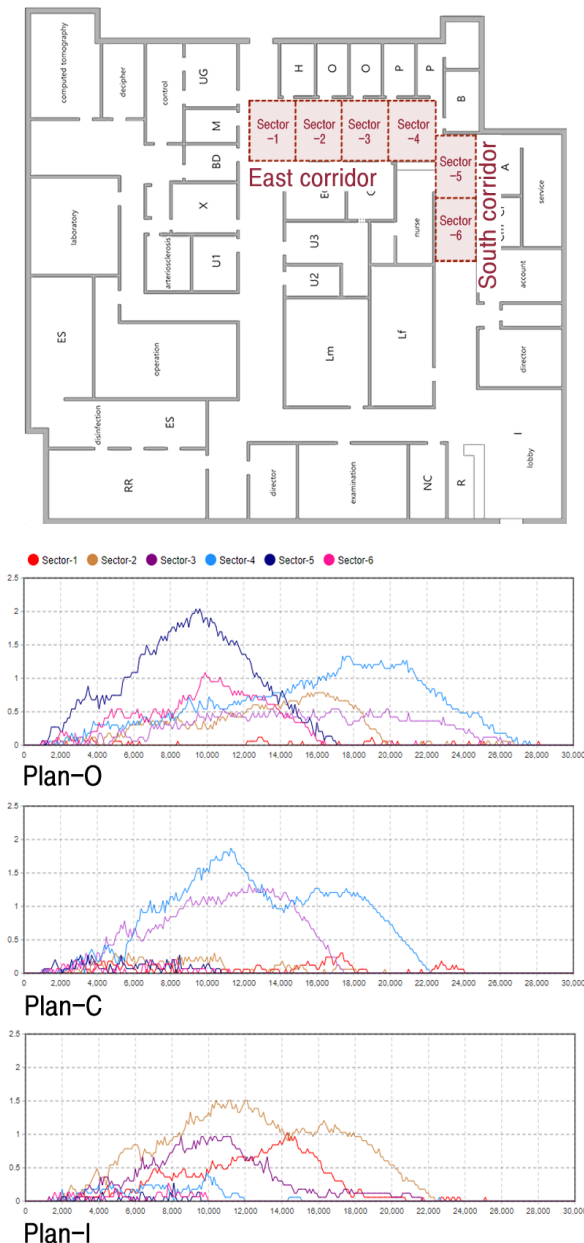 computed tomography
decipher
control
UG
H
O
O
P
P
M
B
Sector
-1
Sector
-2
Sector
-3
Sector
-4
BD
East corridor
Sector
-5
A
service
South corridor
X
laboratory
arteriosclerosis
U1
U3
nurse
Sector
-6
U2
account
ES
operation
Lm
Lf
director
disinfection
ES
I
lobby
RR
director
examination
NC
R
Sector-1 Sector-2 Sector-3 Sector-4 Sector-5 Sector-6
2.5
2
1.5
1
0.5
0
0 2,000 4,000 6,000 8,000 10,000 12,000 14,000 16,000 18,000 20,000 22,000 24,000 26,000 28,000 30,000
Plan-O
2.5
2
1.5
1
0.5
0
0 2,000 4,000 6,000 8,000 10,000 12,000 14,000 16,000 18,000 20,000 22,000 24,000 26,000 28,000 30,000
Plan-C
2.5
2
1.5
1
0.5
0
0 2,000 4,000 6,000 8,000 10,000 12,000 14,000 16,000 18,000 20,000 22,000 24,000 26,000 28,000 30,000
Plan-I